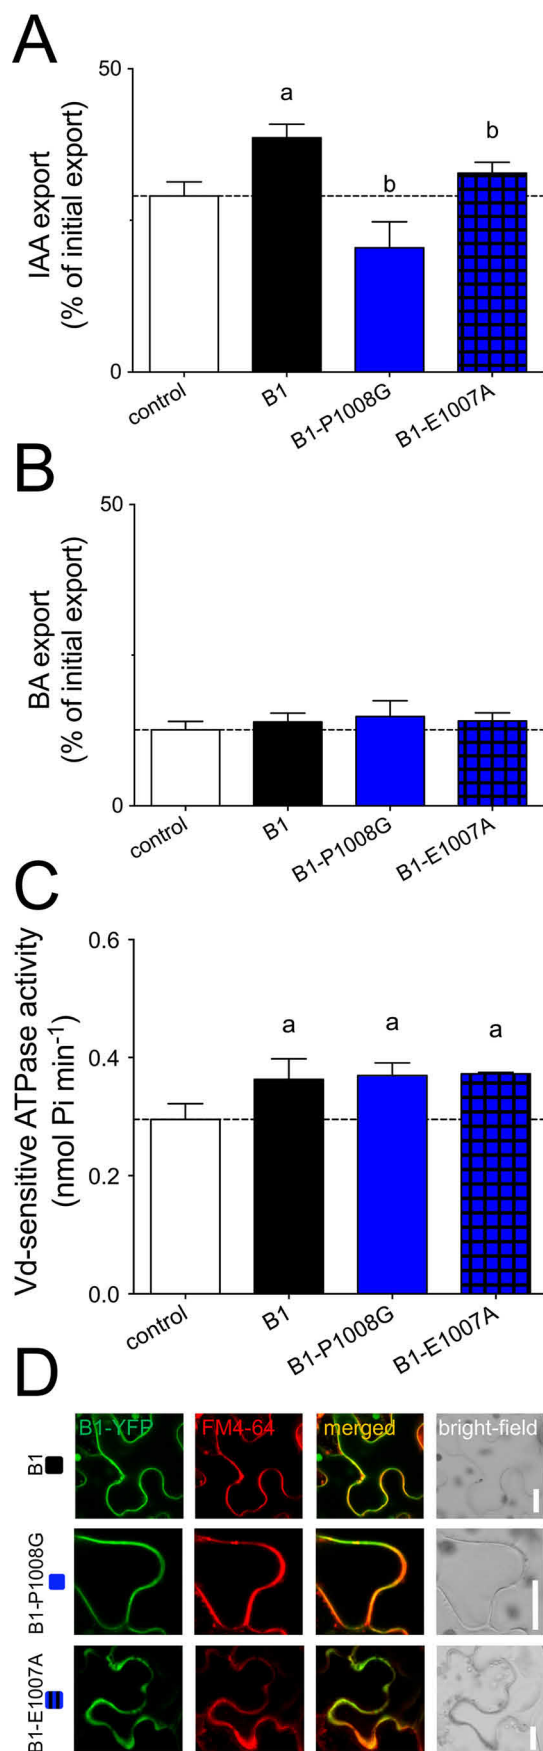 A
IAA export
(% of initial export)
50
0
a
b
b
control
B1
B1-P1008G
B1-E1007A
B
BA export
(% of initial export)
50
0
control
B1
B1-P1008G
B1-E1007A
C
Vd-sensitive ATPase activity
(nmol Pi min⁻¹)
0.6
0.4
0.2
0.0
a
a
a
control
B1
B1-P1008G
B1-E1007A
D
B1-YFP
FM4-64
merged
bright-field
B1
B1-P1008G
B1-E1007A